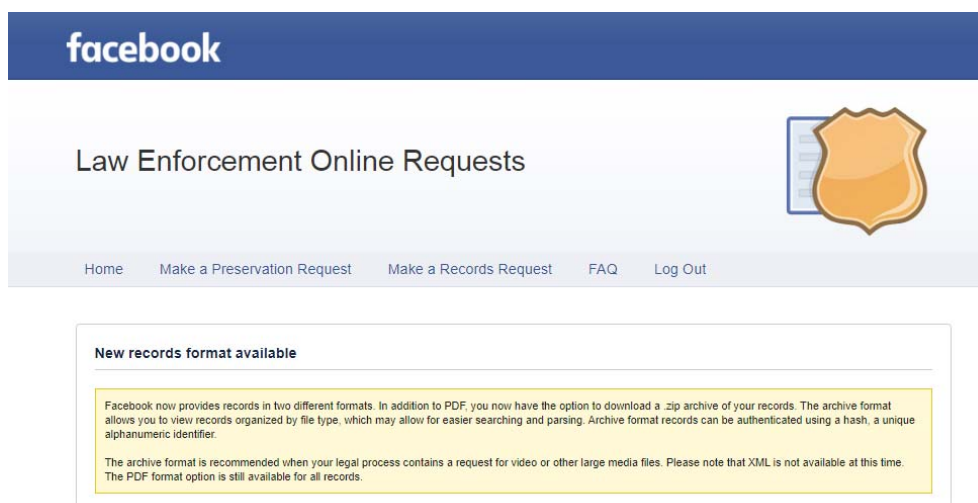 facebook
Law Enforcement Online Requests
Home Make a Preservation Request Make a Records Request FAQ Log Out
New records format available
Facebook now provides records in two different formats. In addition to PDF, you now have the option to download a .zip archive of your records. The archive format
allows you to view records organized by file type, which may allow for easier searching and parsing. Archive format records can be authenticated using a hash, a unique
alphanumeric identifier.
The archive format is recommended when your legal process contains a request for video or other large media files. Please note that XML is not available at this time.
The PDF format option is still available for all records.